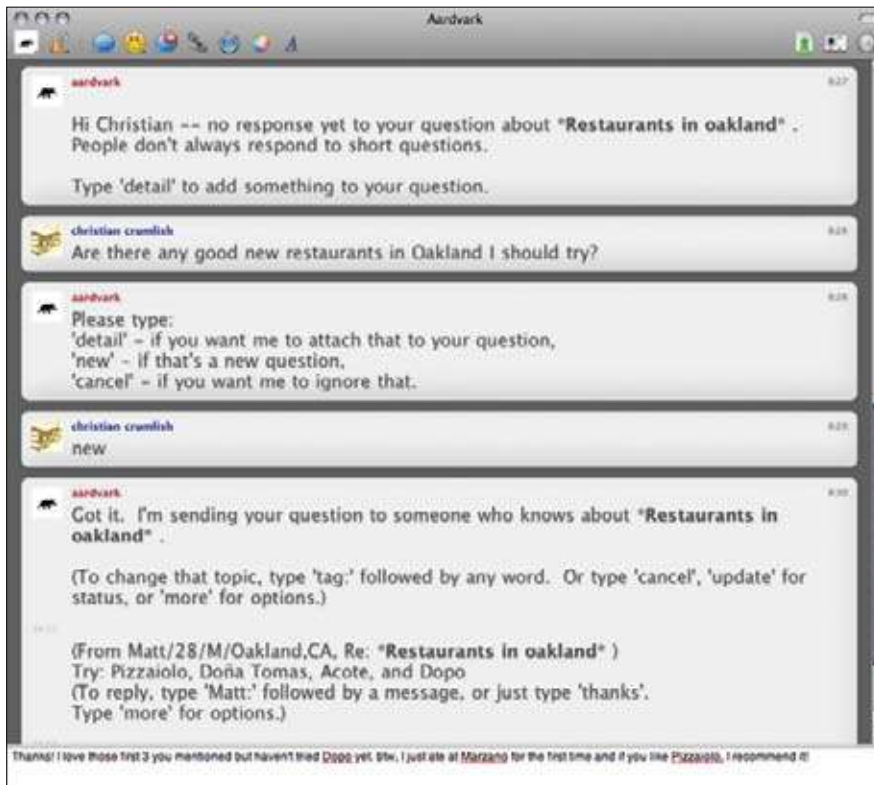 Aardvark
aardvark
8:27
Hi Christian -- no response yet to your question about *Restaurants in oakland* .
People don't always respond to short questions.
Type 'detail' to add something to your question.
christian crumlish
Are there any good new restaurants in Oakland I should try?
aardvark
Please type:
'detail' - if you want me to attach that to your question,
'new' - if that's a new question,
'cancel' - if you want me to ignore that.
christian crumlish
new
aardvark
Got it. I'm sending your question to someone who knows about *Restaurants in
oakland* .
(To change that topic, type 'tag:' followed by any word. Or type 'cancel', 'update' for
status, or 'more' for options.)
(From Matt/28/M/Oakland,CA, Re: *Restaurants in oakland* )
Try: Pizzaiolo, Doña Tomas, Acote, and Dopo
(To reply, type 'Matt:' followed by a message, or just type 'thanks'.
Type 'more' for options.)
Thanks! I love those first 3 you mentioned but haven't tried Dopo yet. btw, I just ate at Marzano for the first time and if you like Pizzaiolo, I recommend it!